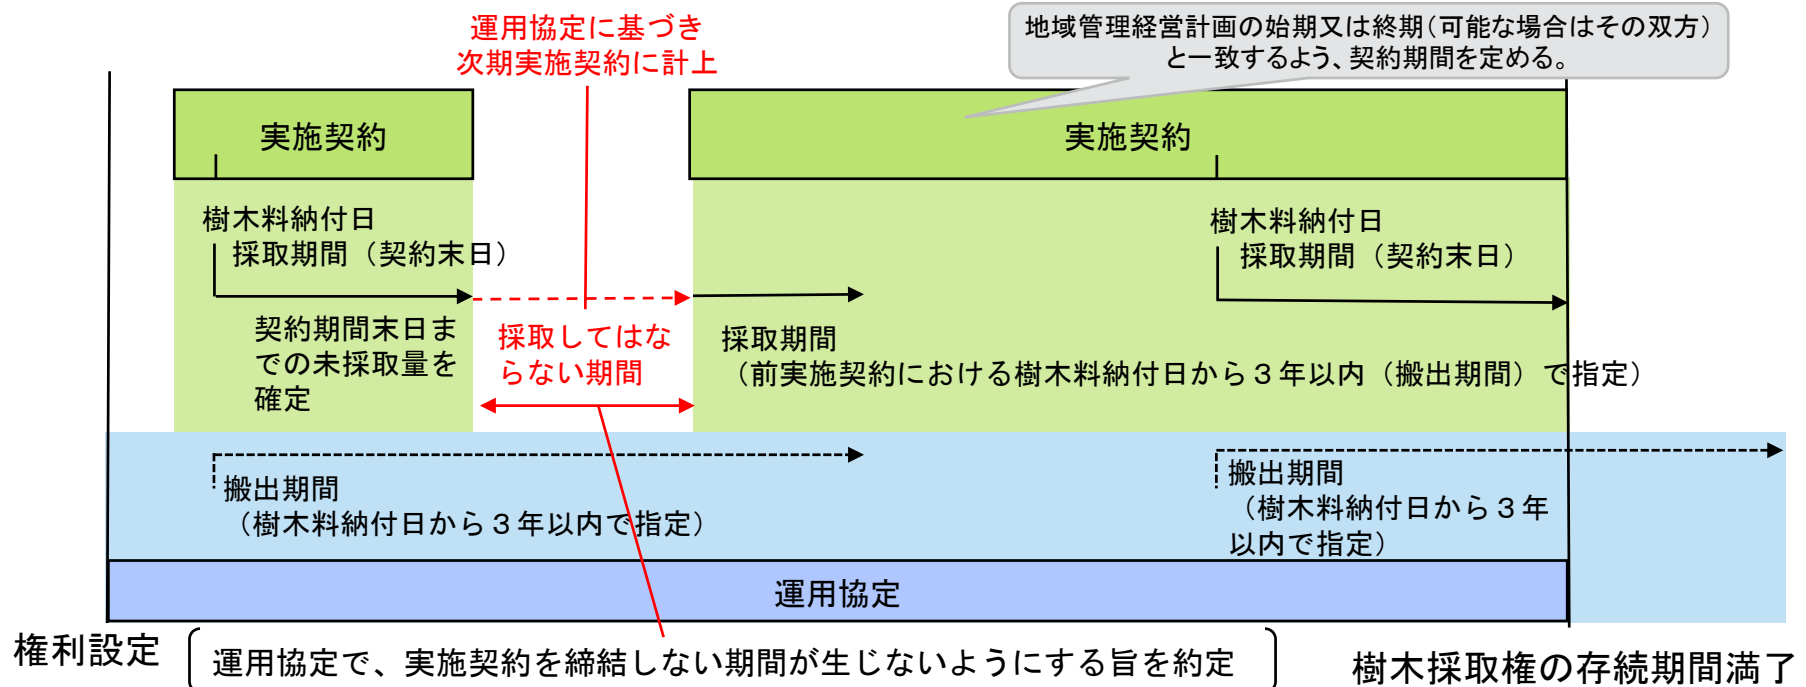 運用協定に基づき
次期実施契約に計上
地域管理経営計画の始期又は終期（可能な場合はその双方）
と一致するよう、契約期間を定める。
実施契約
実施契約
樹木料納付日
採取期間（契約末日）
樹木料納付日
採取期間（契約末日）
契約期間末日ま
での未採取量を
確定
採取してはな
らない期間
採取期間
（前実施契約における樹木料納付日から３年以内（搬出期間）で指定）
搬出期間
（樹木料納付日から３年以内で指定）
搬出期間
（樹木料納付日から３年
以内で指定）
運用協定
権利設定
運用協定で、実施契約を締結しない期間が生じないようにする旨を約定
樹木採取権の存続期間満了